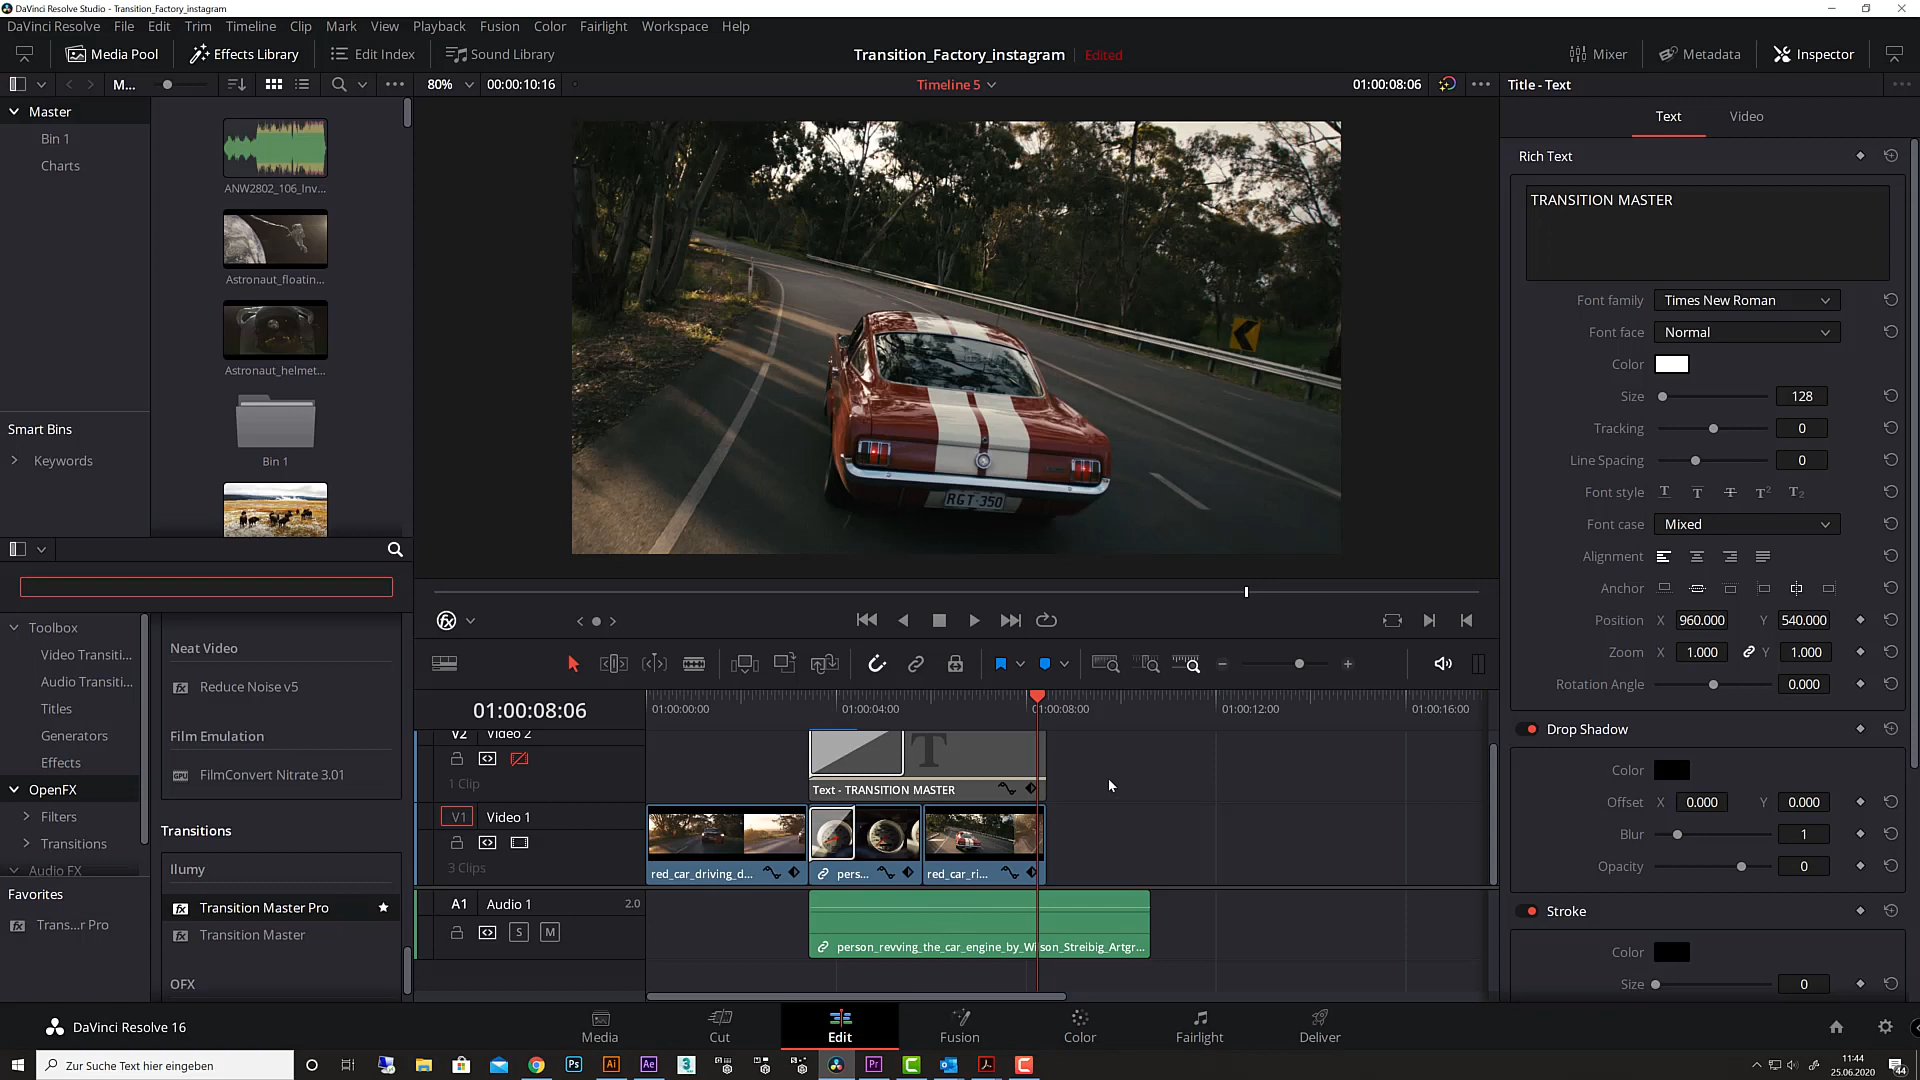 DaVinci Resolve Studio - Transition_Factory_instagram
DaVinci Resolve File Edit Trim Timeline Clip Mark View Playback Fusion Color Fairlight Workspace Help
Media Pool Effects Library Edit Index Sound Library Transition_Factory_instagram Edited Mixer Metadata Inspector
M... 80% 00:00:10:16 Timeline 5 01:00:08:06 Title - Text
Master
Bin 1
Charts
ANW2802_106_Inv...
Astronaut_floatin...
Astronaut_helmet...
Bin 1
Smart Bins
Keywords
RGT·350
Text Video
Rich Text
TRANSITION MASTER
Font family Times New Roman
Font face Normal
Color
Size 128
Tracking 0
Line Spacing 0
Font style T T T T² T₂
Font case Mixed
Alignment
Anchor
Position X 960.000 Y 540.000
Zoom X 1.000 Y 1.000
Rotation Angle 0.000
Drop Shadow
Color
Offset X 0.000 Y 0.000
Blur 1
Opacity 0
Stroke
Color
Size 0
Toolbox
Video Transiti...
Audio Transiti...
Titles
Generators
Effects
OpenFX
Filters
Transitions
Audio FX
Favorites
Trans...r Pro
Neat Video
Reduce Noise v5
Film Emulation
FilmConvert Nitrate 3.01
Transitions
Ilumy
Transition Master Pro
Transition Master
OFX
01:00:08:06 01:00:00:00 01:00:04:00 01:00:08:00 01:00:12:00 01:00:16:00
V2 Video 2
1 Clip
T
Text - TRANSITION MASTER
V1 Video 1
3 Clips
red_car_driving_d... pers... red_car_ri...
A1 Audio 1 2.0
S M
person_revving_the_car_engine_by_Wilson_Streibig_Artgr...
DaVinci Resolve 16
Media Cut Edit Fusion Color Fairlight Deliver
Zur Suche Text hier eingeben
Ps Ai Ae 3 Pr
11:44
25.06.2020
44